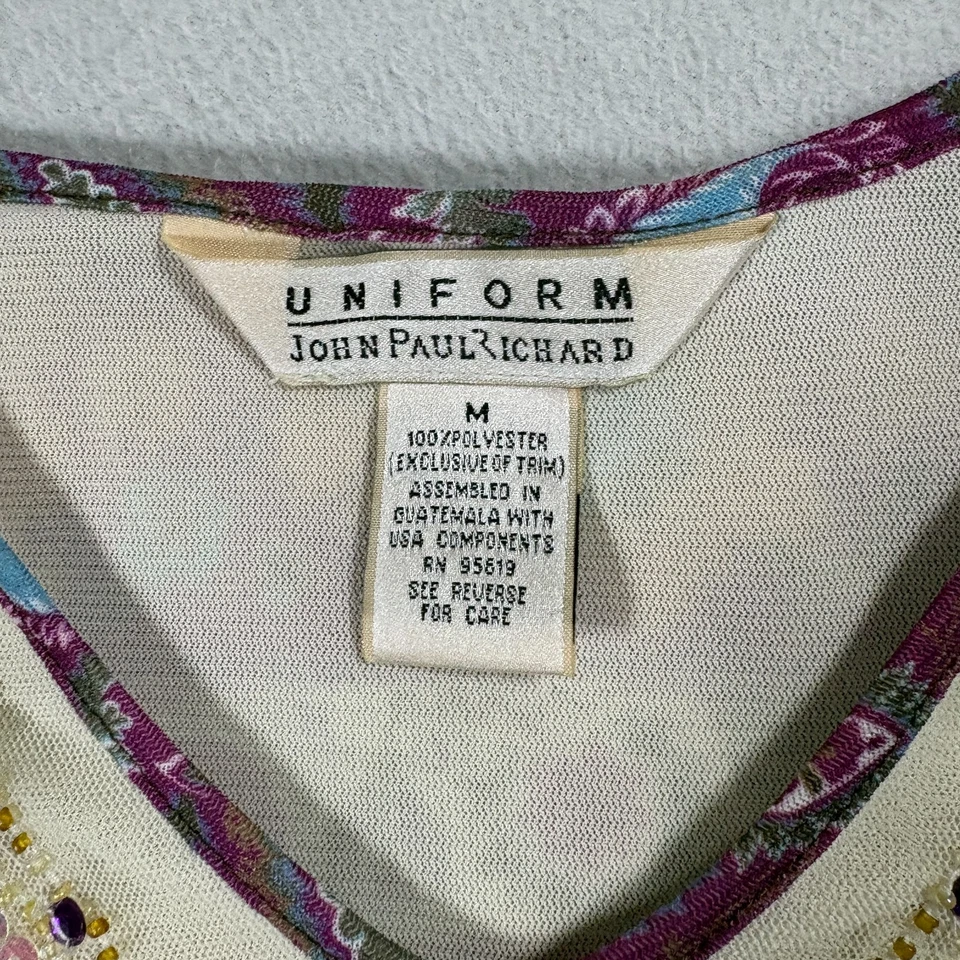 UNIFORM
JOHN PAUL RICHARD
M
100% POLYESTER
(EXCLUSIVE OF TRIM)
ASSEMBLED IN
GUATEMALA WITH
USA COMPONENTS
RN 95619
SEE REVERSE
FOR CARE